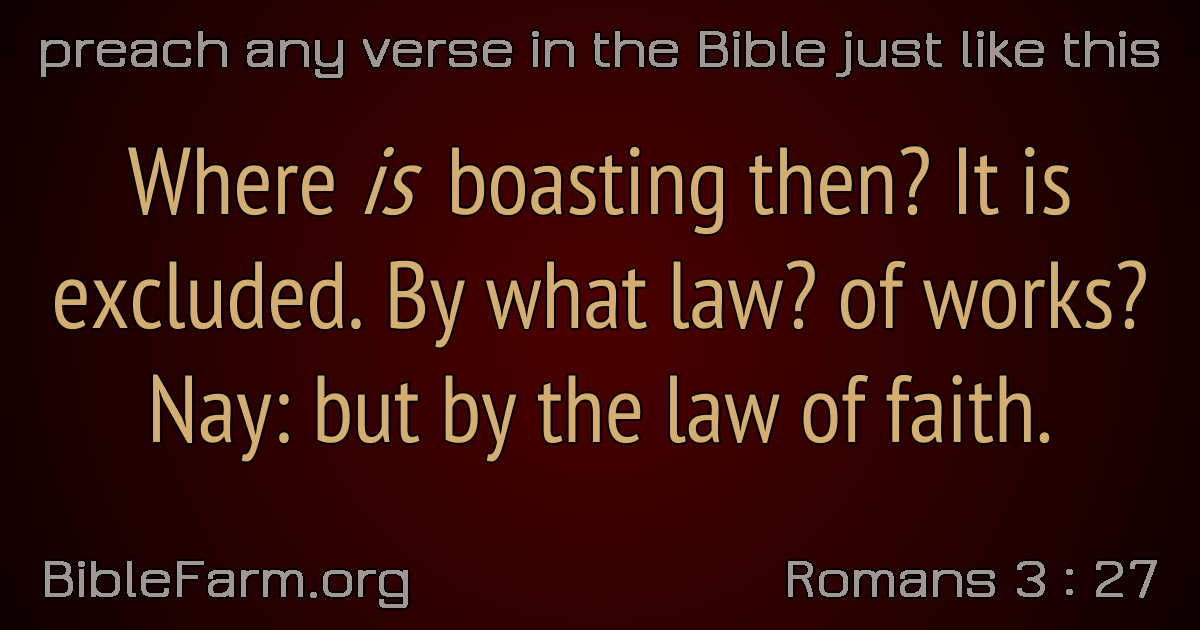 preach any verse in the Bible just like this
Where is boasting then? It is
excluded. By what law? of works?
Nay: but by the law of faith.
BibleFarm.org
Romans 3 : 27